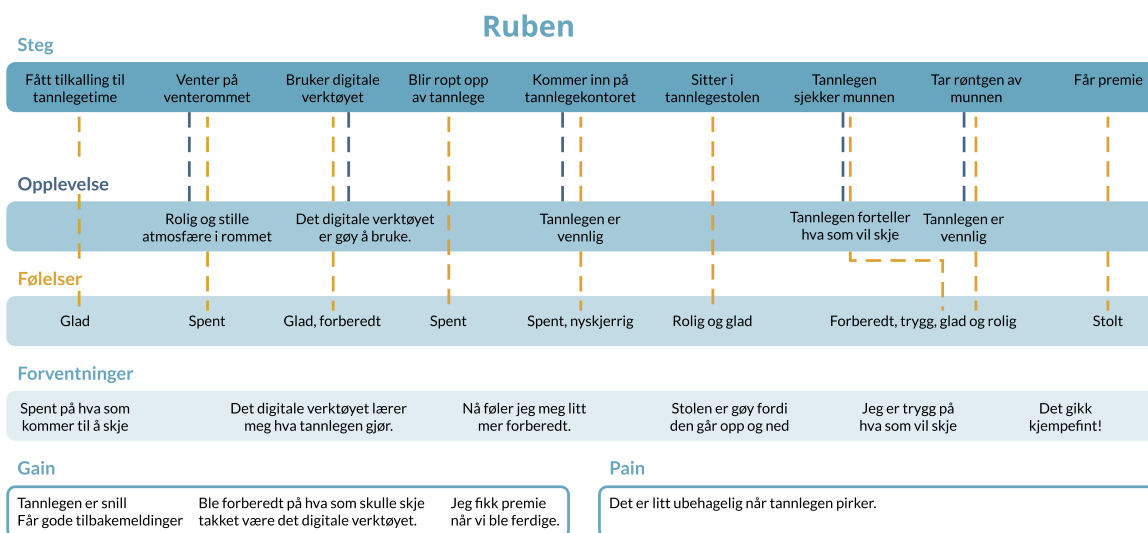 Ruben
Steg
Fått tilkalling til
tannlegetime
Venter på
venterommet
Bruker digitale
verktøyet
Blir ropt opp
av tannlege
Kommer inn på
tannlegekontoret
Sitter i
tannlegestolen
Tannlegen
sjekker munnen
Tar røntgen av
munnen
Får premie
Opplevelse
Rolig og stille
atmosfære i rommet
Det digitale verktøyet
er gøy å bruke.
Tannlegen er
vennlig
Tannlegen forteller
hva som vil skje
Tannlegen er
vennlig
Følelser
Glad
Spent
Glad, forberedt
Spent
Spent, nyskjerrig
Rolig og glad
Forberedt, trygg, glad og rolig
Stolt
Forventninger
Spent på hva som
kommer til å skje
Det digitale verktøyet lærer
meg hva tannlegen gjør.
Nå føler jeg meg litt
mer forberedt.
Stolen er gøy fordi
den går opp og ned
Jeg er trygg på
hva som vil skje
Det gikk
kjempefint!
Gain
Tannlegen er snill
Får gode tilbakemeldinger
Ble forberedt på hva som skulle skje
takket være det digitale verktøyet.
Jeg fikk premie
når vi ble ferdige.
Pain
Det er litt ubehagelig når tannlegen pirker.